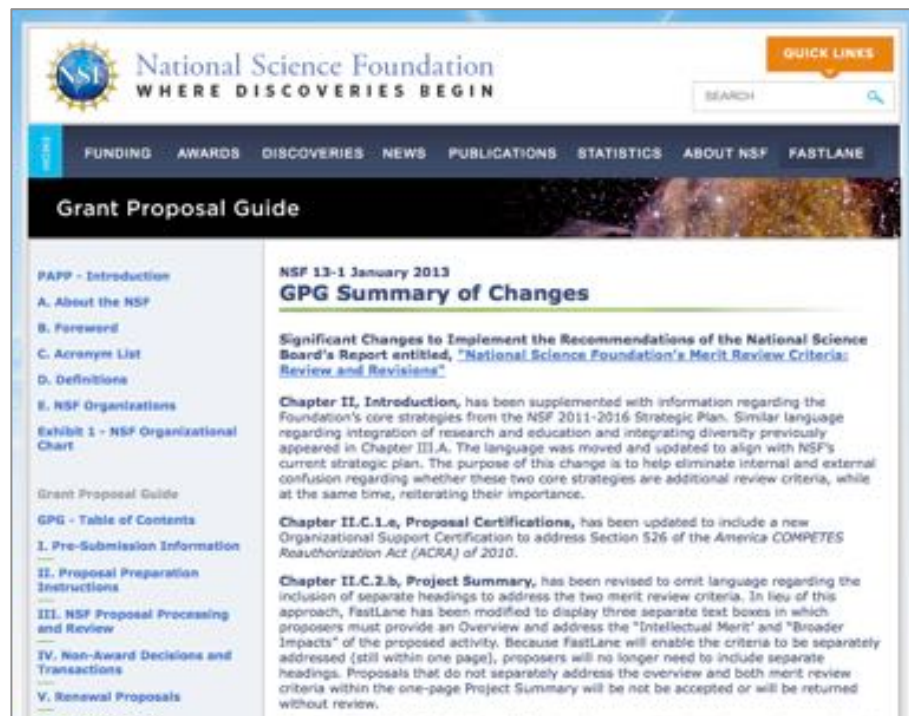 NSF
National Science Foundation
WHERE DISCOVERIES BEGIN
QUICK LINKS
SEARCH
HOME
FUNDING AWARDS DISCOVERIES NEWS PUBLICATIONS STATISTICS ABOUT NSF FASTLANE
Grant Proposal Guide
PAPP - Introduction
A. About the NSF
B. Foreword
C. Acronym List
D. Definitions
E. NSF Organizations
Exhibit 1 - NSF Organizational
Chart
Grant Proposal Guide
GPG - Table of Contents
I. Pre-Submission Information
II. Proposal Preparation
Instructions
III. NSF Proposal Processing
and Review
IV. Non-Award Decisions and
Transactions
V. Renewal Proposals
NSF 13-1 January 2013
GPG Summary of Changes
Significant Changes to Implement the Recommendations of the National Science
Board's Report entitled, "National Science Foundation's Merit Review Criteria:
Review and Revisions"
Chapter II, Introduction, has been supplemented with information regarding the
Foundation's core strategies from the NSF 2011-2016 Strategic Plan. Similar language
regarding integration of research and education and integrating diversity previously
appeared in Chapter III.A. The language was moved and updated to align with NSF's
current strategic plan. The purpose of this change is to help eliminate internal and external
confusion regarding whether these two core strategies are additional review criteria, while
at the same time, reiterating their importance.
Chapter II.C.1.e, Proposal Certifications, has been updated to include a new
Organizational Support Certification to address Section 526 of the America COMPETES
Reauthorization Act (ACRA) of 2010.
Chapter II.C.2.b, Project Summary, has been revised to omit language regarding the
inclusion of separate headings to address the two merit review criteria. In lieu of this
approach, FastLane has been modified to display three separate text boxes in which
proposers must provide an Overview and address the "Intellectual Merit' and "Broader
Impacts" of the proposed activity. Because FastLane will enable the criteria to be separately
addressed (still within one page), proposers will no longer need to include separate
headings. Proposals that do not separately address the overview and both merit review
criteria within the one-page Project Summary will be not be accepted or will be returned
without review.